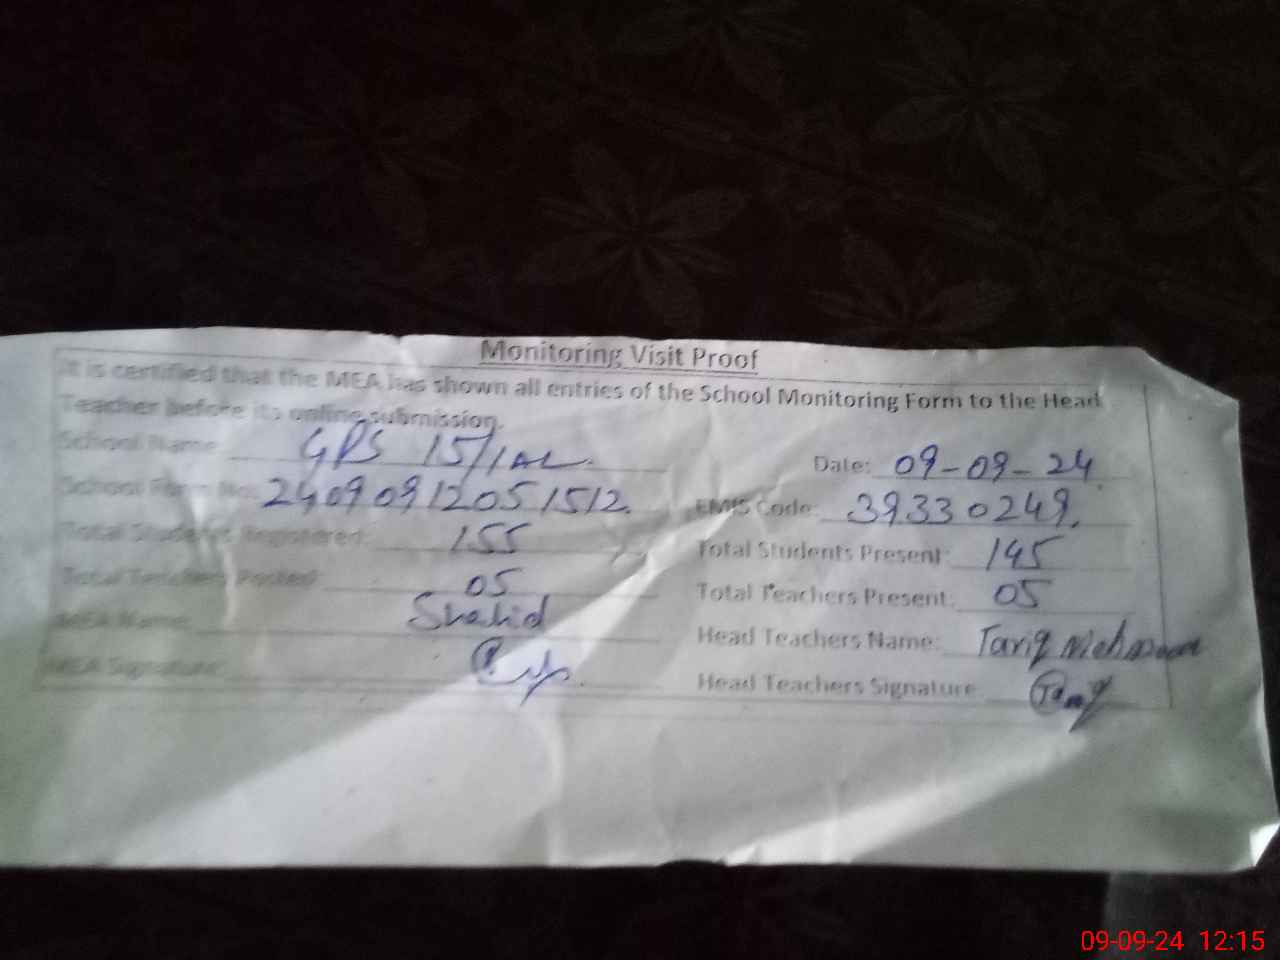 Monitoring Visit Proof
It is certified that the MEA has shown all entries of the School Monitoring Form to the Head
Teacher before its online submission.
School Name GPS 15/1AL. Date: 09-09-24
School Form No: 24090912051512. EMIS Code: 39330249.
Total Students Registered: 155 Total Students Present: 145
Total Teachers Posted: 05 Total Teachers Present: 05
MEA Name: Shahid Head Teachers Name: Tariq Mehmood
MEA Signature: Head Teachers Signature
09-09-24 12:15